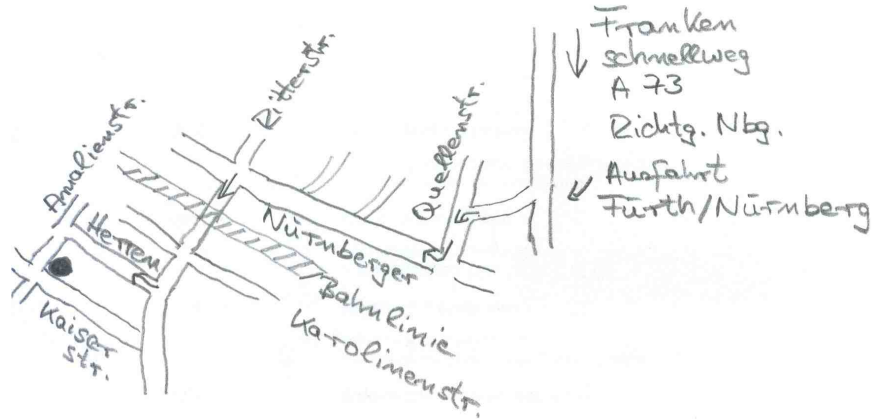 Franken
schnellweg
A 73
Richtg. Nbg.
Ausfahrt
Fürth/Nürnberg
Ritterstr.
Amalienstr.
Quellenstr.
Nürnberger
Herren
Bahnlinie
Karolinenstr.
Kaiser
str.